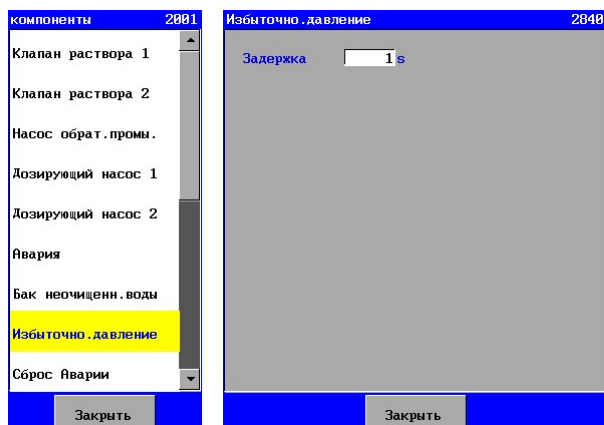 компоненты 2001
Клапан раствора 1
Клапан раствора 2
Насос обрат.промы.
Дозирующий насос 1
Дозирующий насос 2
Авария
Бак неочищенн.воды
Избыточно.давление
Сброс Аварии
Закрыть
Избыточно.давление 2840
Задержка 1 s
Закрыть